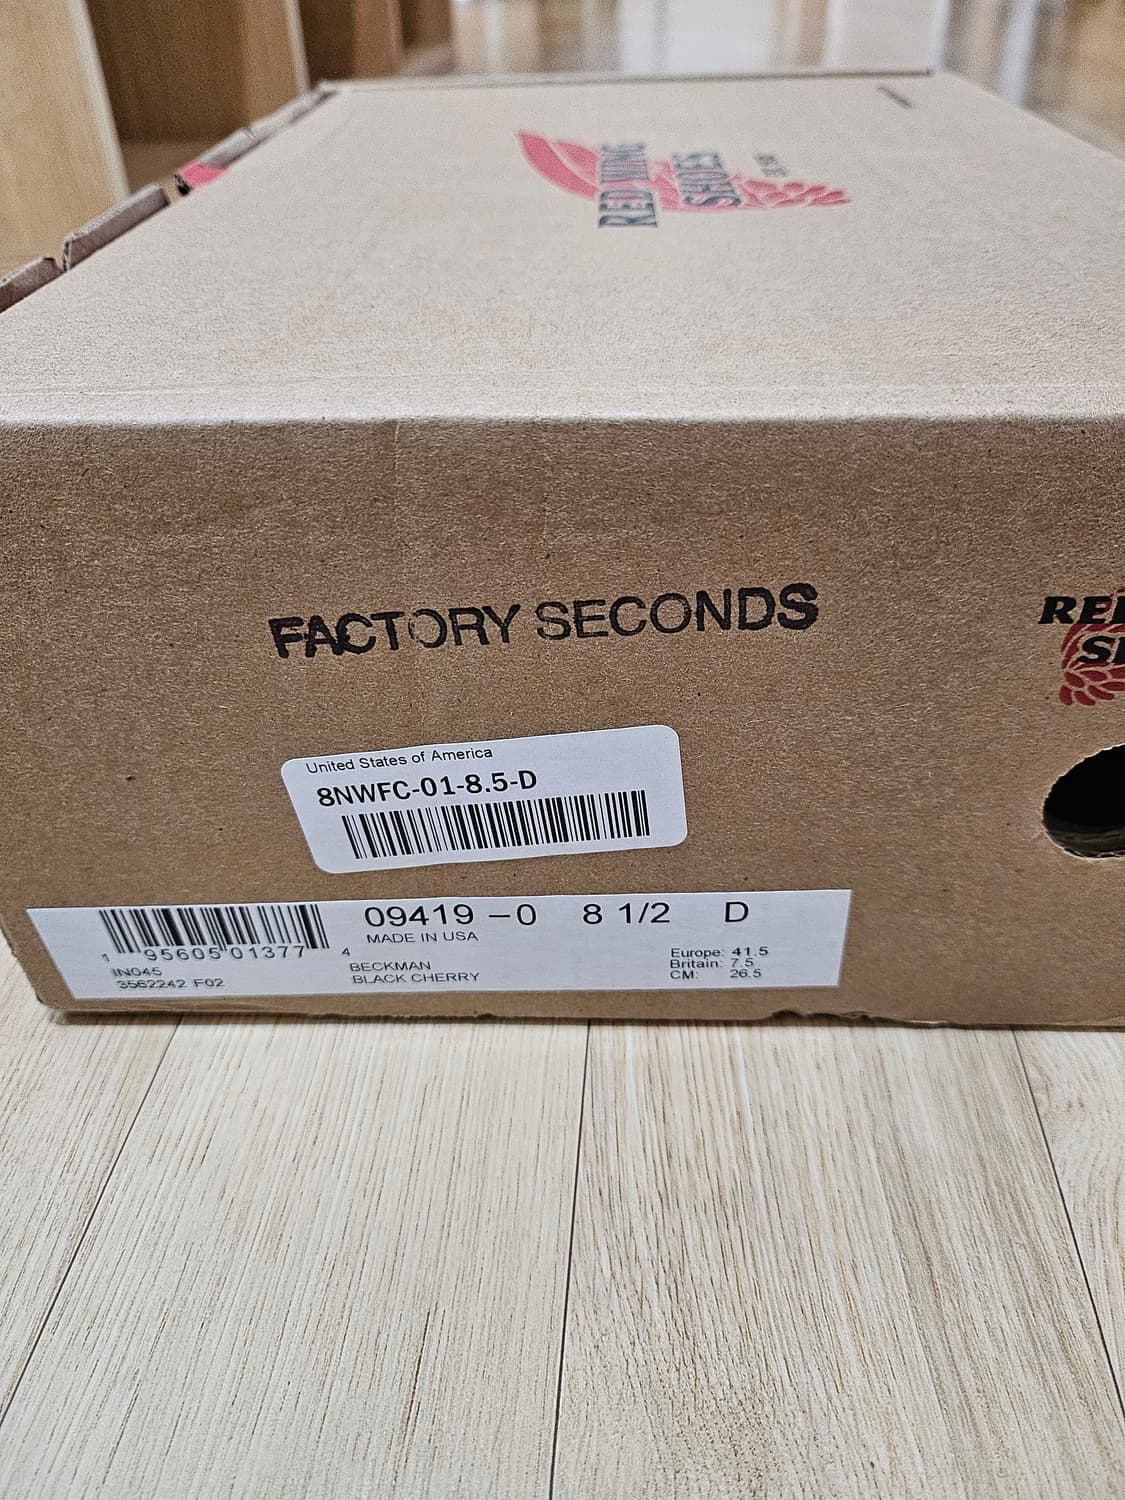 RED WING
SHOES
FACTORY SECONDS
United States of America
8NWFC-01-8.5-D
09419 -0 8 1/2 D
MADE IN USA
1 95605 01377 4
IN045
3562242 F02
BECKMAN
BLACK CHERRY
Europe: 41.5
Britain: 7.5
CM: 26.5